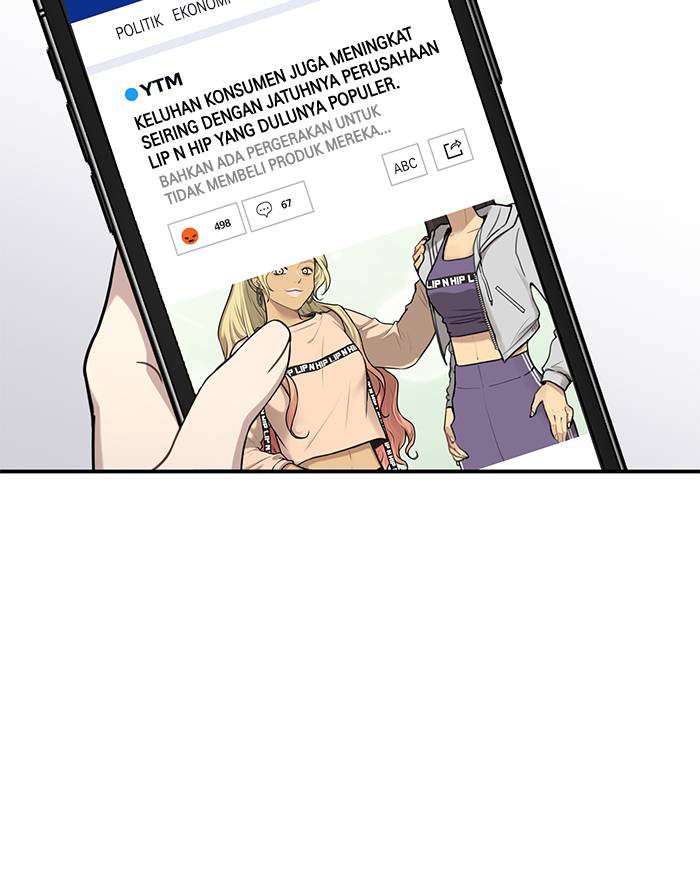 POLITIK EKONOMI
YTM
KELUHAN KONSUMEN JUGA MENINGKAT
SEIRING DENGAN JATUHNYA PERUSAHAAN
LIP N HIP YANG DULUNYA POPULER.
BAHKAN ADA PERGERAKAN UNTUK
TIDAK MEMBELI PRODUK MEREKA...
ABC
498
67
LIP N HIP L
P LIP N HIP LIP N HIP